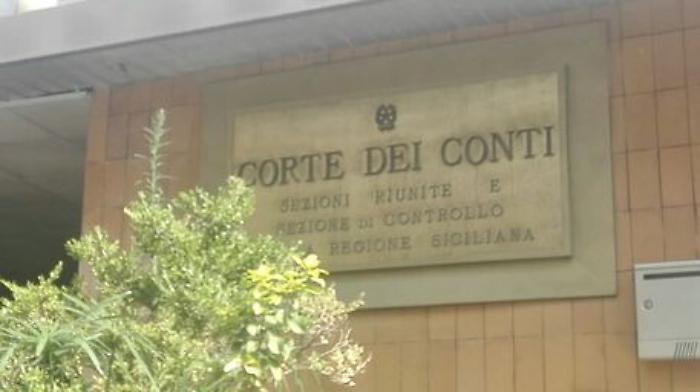 CORTE DEI CONTI
SEZIONI RIUNITE E
SEZIONE DI CONTROLLO
REGIONE SICILIANA